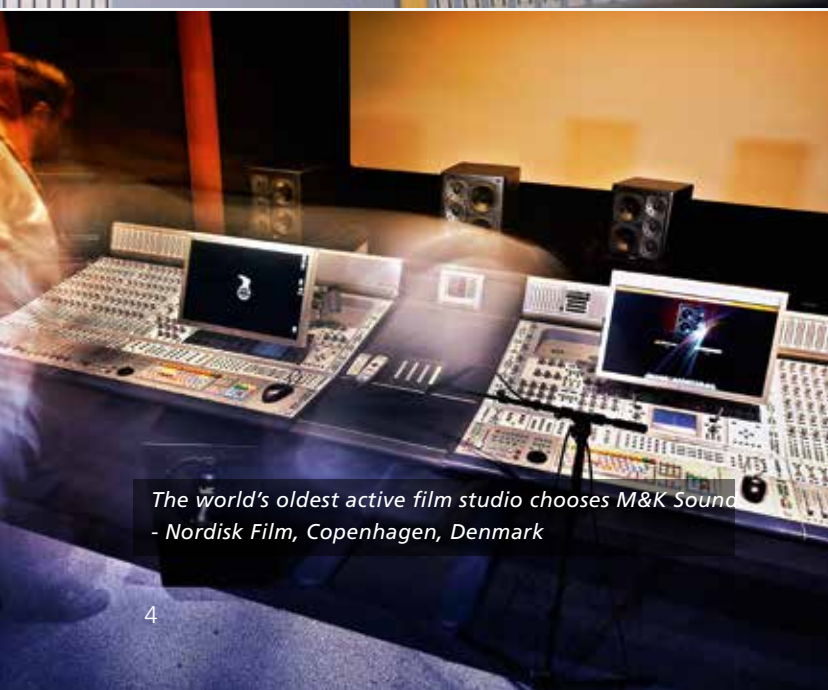 The world's oldest active film studio chooses M&K Sound
- Nordisk Film, Copenhagen, Denmark
4